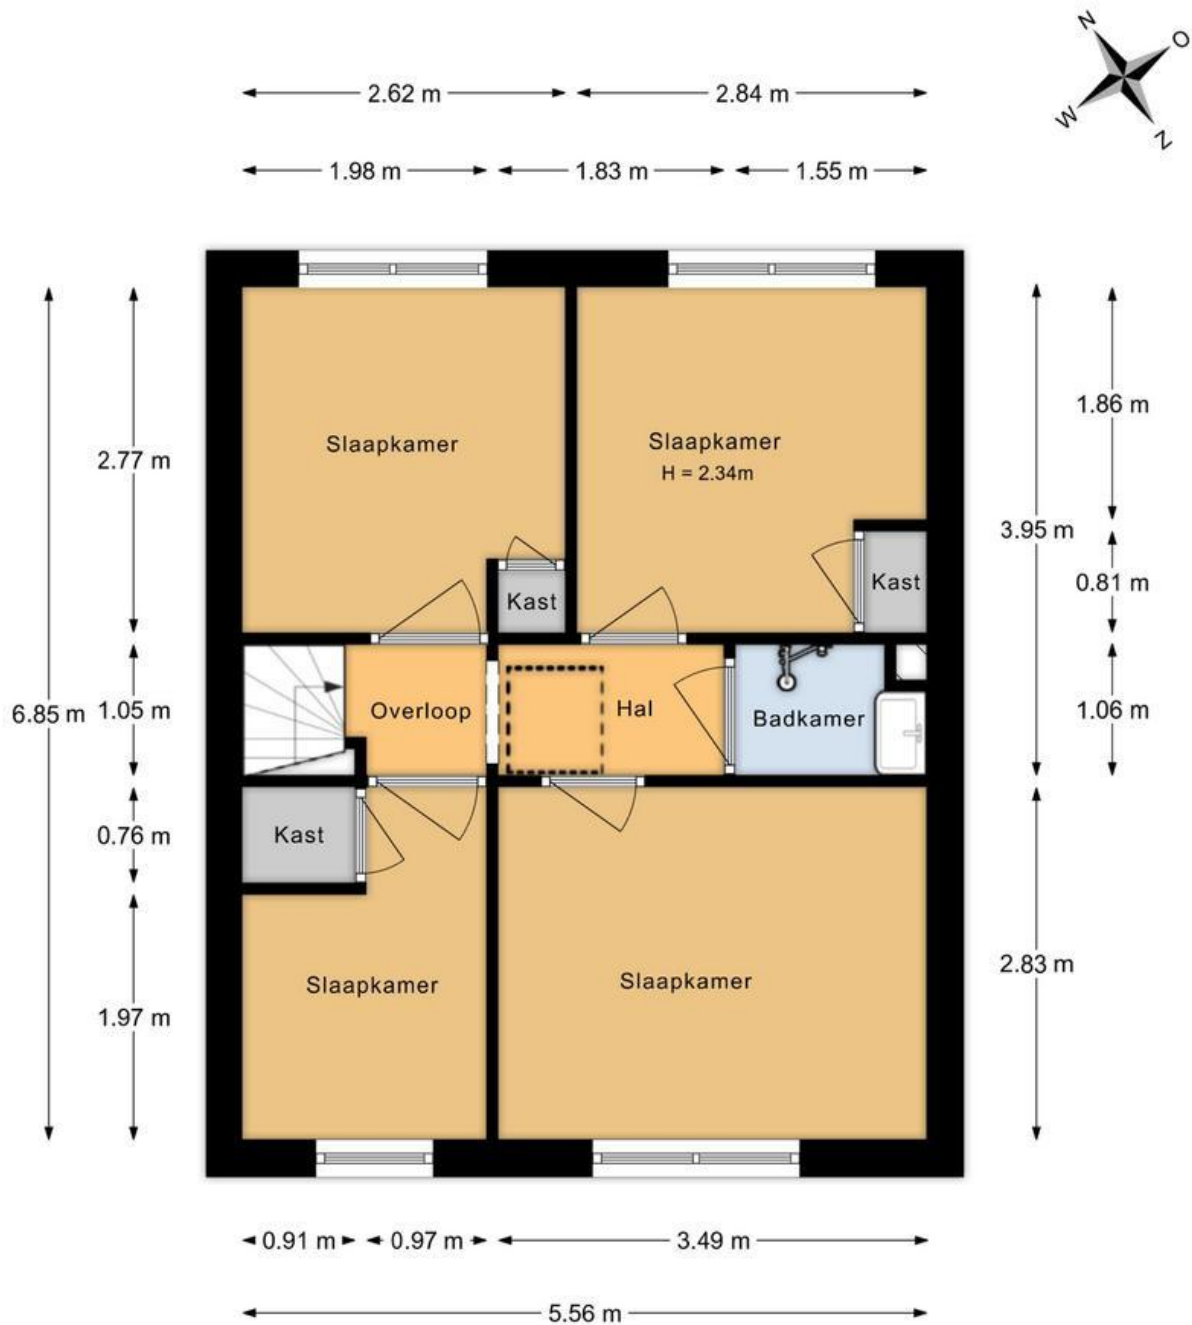 N
O
W
Z
2.62 m
2.84 m
1.98 m
1.83 m
1.55 m
Slaapkamer
Slaapkamer
H = 2.34m
Kast
Kast
Overloop
Hal
Badkamer
Kast
Slaapkamer
Slaapkamer
6.85 m
2.77 m
1.05 m
0.76 m
1.97 m
3.95 m
2.83 m
1.86 m
0.81 m
1.06 m
0.91 m
0.97 m
3.49 m
5.56 m